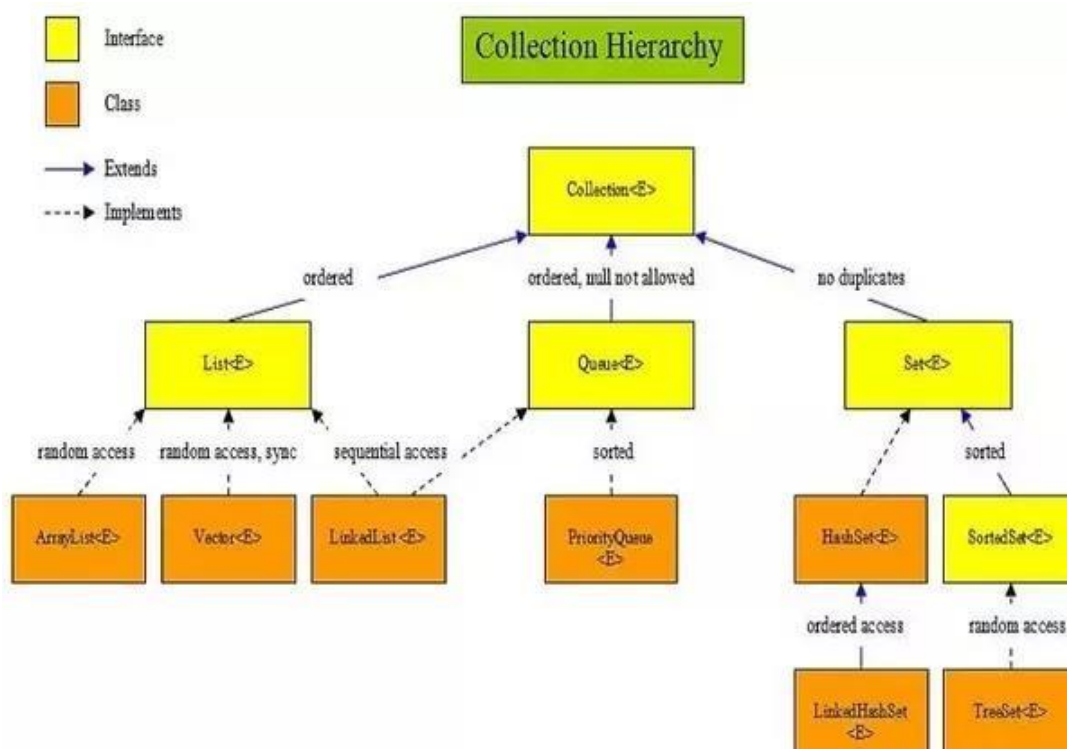 Interface
Collection Hierarchy
Class
Extends
Implements
Collection<E>
ordered
ordered, null not allowed
no duplicates
List<E>
Queue<E>
Set<E>
random access
random access, sync
sequential access
sorted
sorted
ArrayList<E>
Vector<E>
LinkedList <E>
PriorityQueue
<E>
HashSet<E>
SortedSet<E>
ordered access
random access
LinkedHashSet
<E>
TreeSet<E>